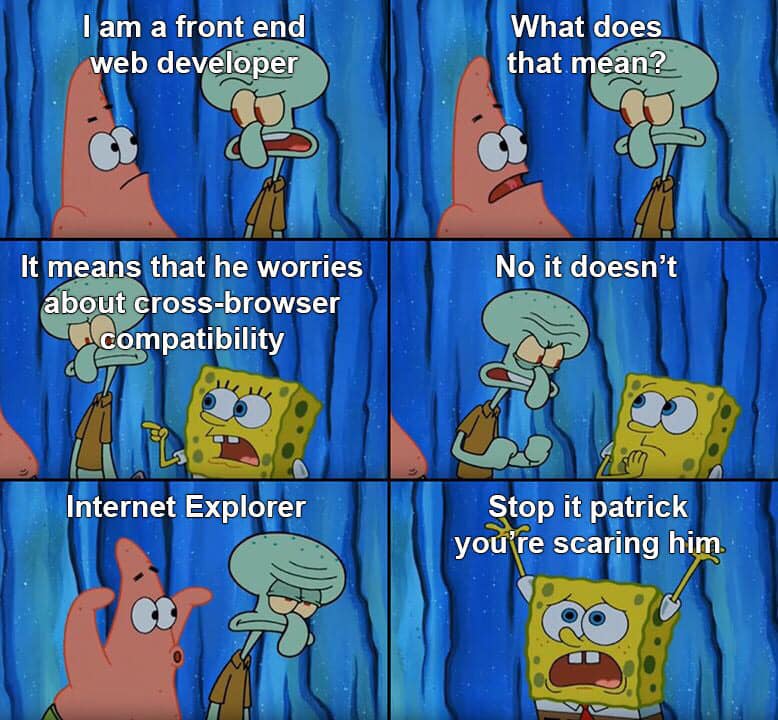 I am a front end
web developer
What does
that mean?
It means that he worries
about cross-browser
compatibility
No it doesn’t
Internet Explorer
Stop it patrick
you’re scaring him